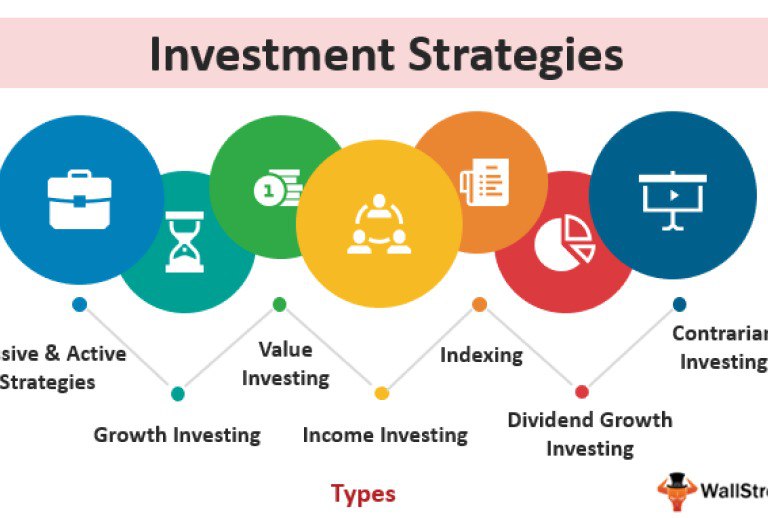 Investment Strategies
1
ssive & Active
Strategies
Growth Investing
Value
Investing
Income Investing
Indexing
Dividend Growth
Investing
Contrarian
Investing
Types
WallStre